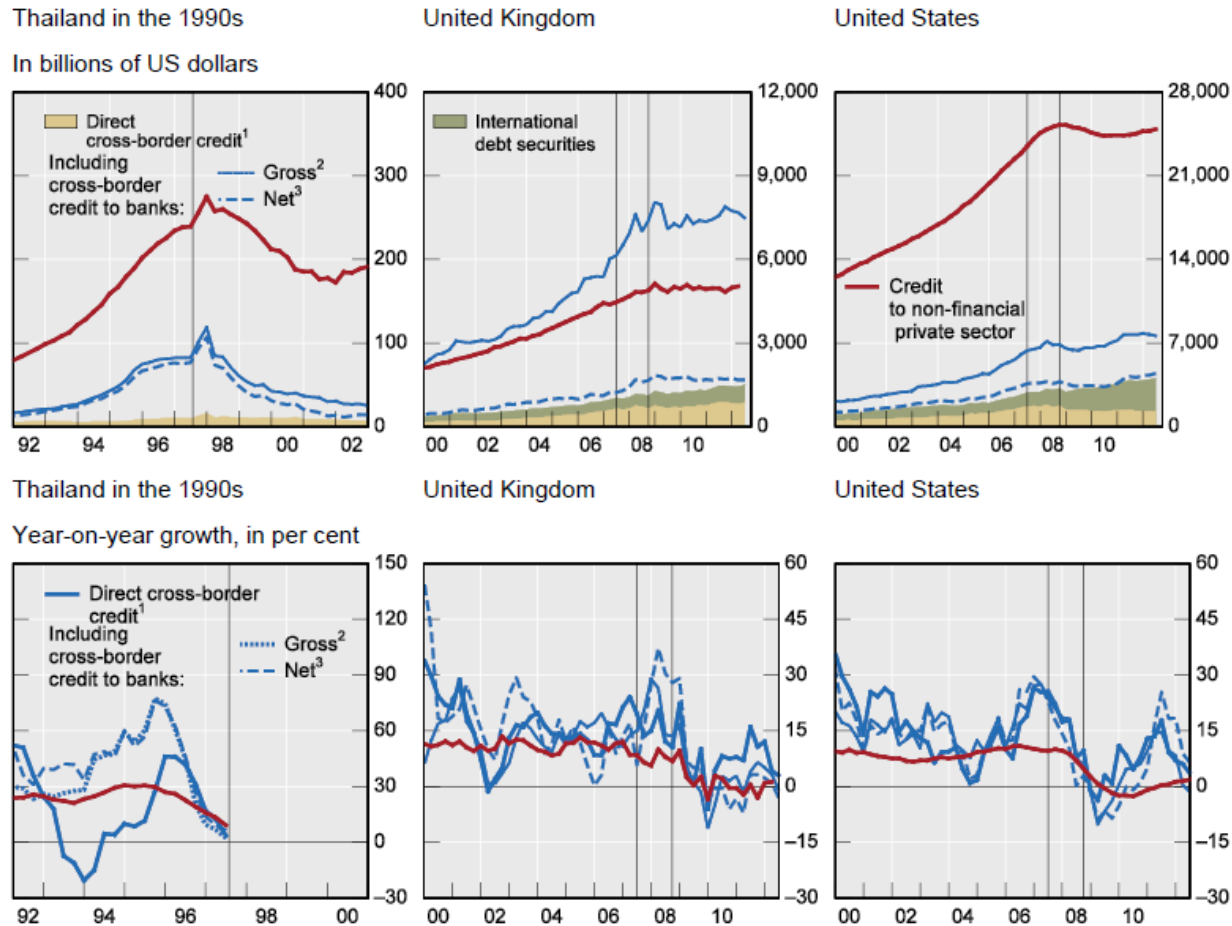 Thailand in the 1990s United Kingdom United States
In billions of US dollars
400 12,000 28,000
Direct cross-border credit1
International debt securities
Including cross-border credit to banks:
Gross2
Net3
300 9,000 21,000
200 6,000 14,000
Credit to non-financial private sector
100 3,000 7,000
0 0 0
92 94 96 98 00 02 00 02 04 06 08 10 00 02 04 06 08 10
Thailand in the 1990s United Kingdom United States
Year-on-year growth, in per cent
150 60 60
Direct cross-border credit1
Including cross-border credit to banks:
Gross2
Net3
120 45 45
90 30 30
60 15 15
30 0 0
0 –15 –15
–30 –30 –30
92 94 96 98 00 00 02 04 06 08 10 00 02 04 06 08 10